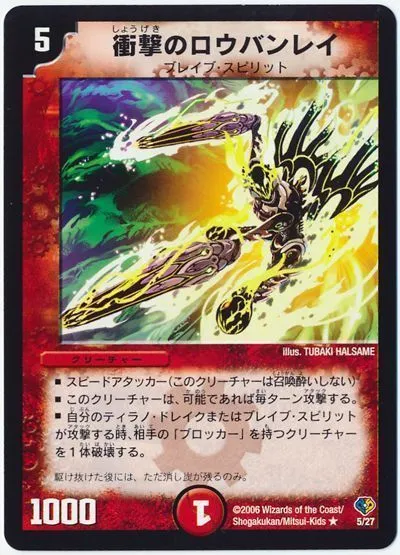 5
しょうげき
衝撃のロウバンレイ
ブレイブ・スピリット
illus. TUBAKI HALSAME
クリーチャー
■ スピードアタッカー(このクリーチャーは召喚酔いしない)
■ このクリーチャーは、可能であれば毎ターン攻撃する。
■ 自分のティラノ・ドレイクまたはブレイブ・スピリット
が攻撃する時、相手の「ブロッカー」を持つクリーチャー
を1体破壊する。
駆け抜けた後には、ただ消し炭が残るのみ。
1000
1
©2006 Wizards of the Coast/
Shogakukan/Mitsui-Kids ★
5/27